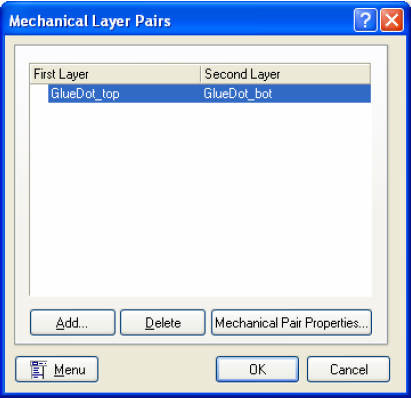 Mechanical Layer Pairs
First Layer Second Layer
GlueDot_top GlueDot_bot
Add... Delete Mechanical Pair Properties...
Menu OK Cancel